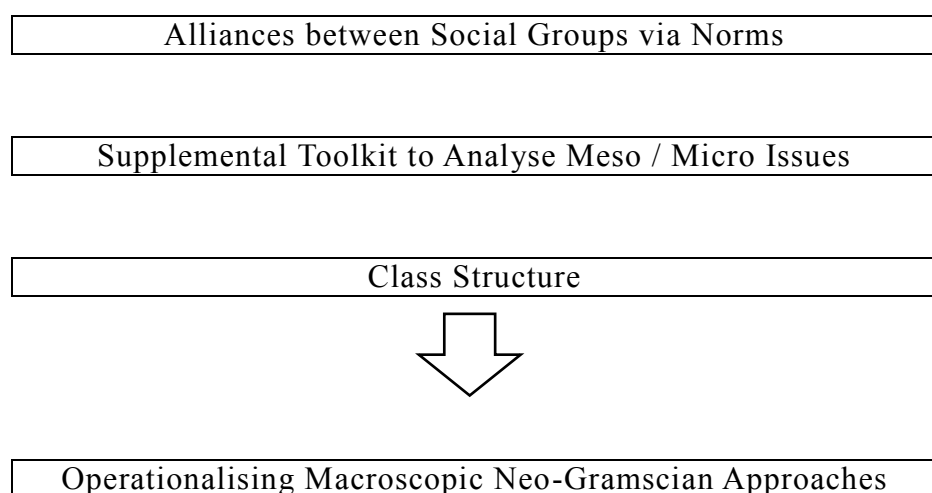 Alliances between Social Groups via Norms
Supplemental Toolkit to Analyse Meso / Micro Issues
Class Structure
Operationalising Macroscopic Neo-Gramscian Approaches